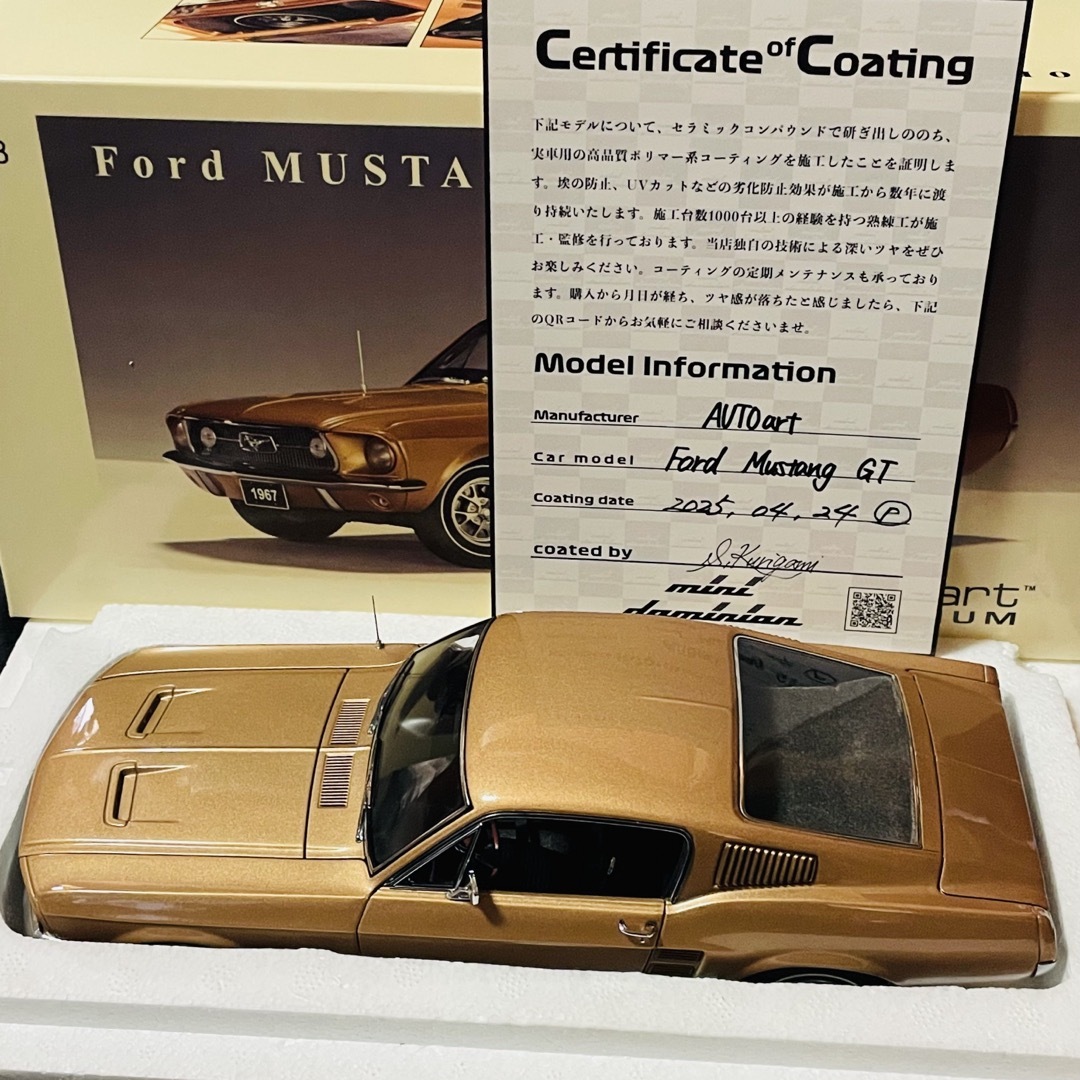 Certificate of Coating
下記モデルについて、セラミックコンパウンドで研ぎ出しののち、
実車用の高品質ポリマー系コーティングを施工したことを証明しま
す。埃の防止、UVカットなどの劣化防止効果が施工から数年に渡
り持続いたします。施工台数1000台以上の経験を持つ熟練工が施
工・監修を行っております。当店独自の技術による深いツヤをぜひ
お楽しみください。コーティングの定期メンテナンスも承っており
ます。購入から月日が経ち、ツヤ感が落ちたと感じましたら、下記
のQRコードからお気軽にご相談くださいませ。
Model Information
Manufacturer AUTOart
Car model Ford Mustang GT
Coating date 2025. 04. 24 Ⓟ
coated by S. Kurigami
mini
dominion
Ford MUSTA
1967
art™
UM